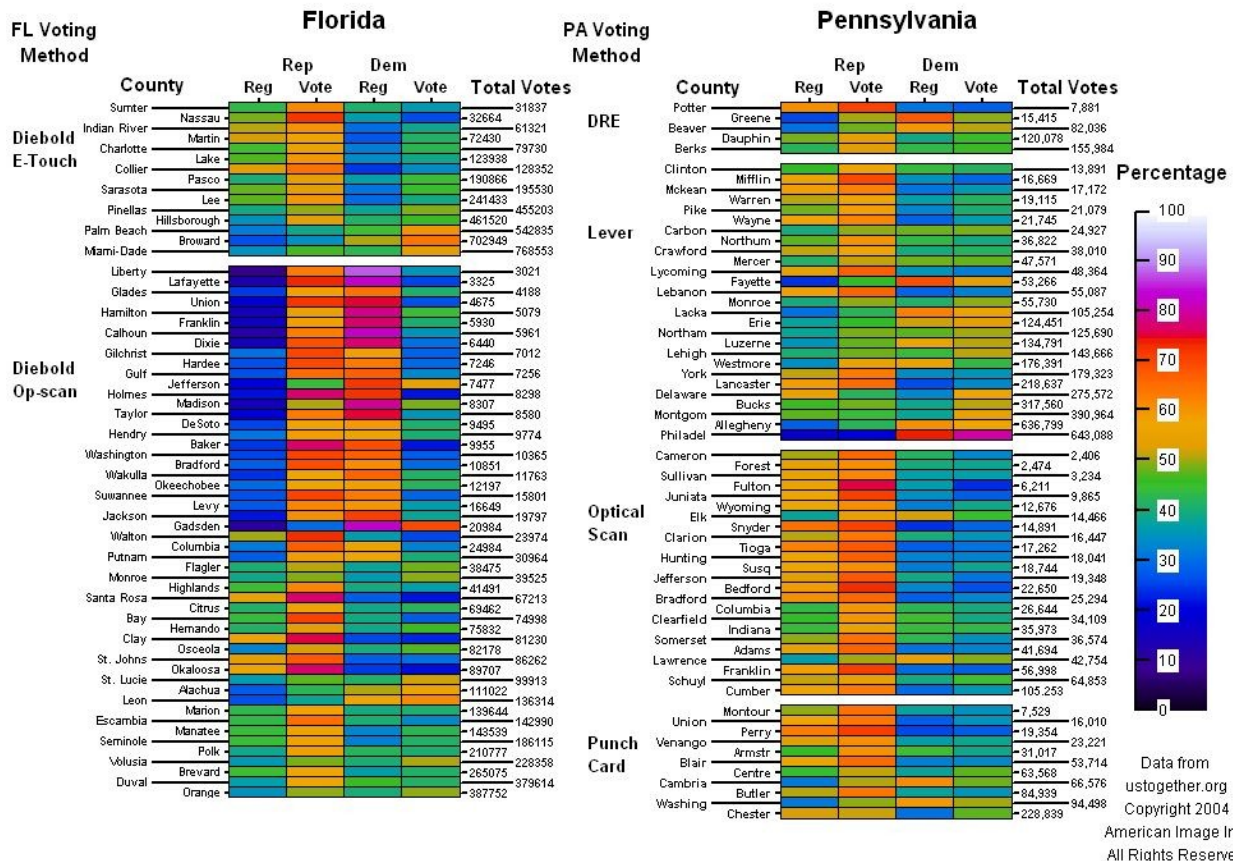 Florida
FL Voting
Method
Rep Dem
County Reg Vote Reg Vote Total Votes
Diebold
E-Touch
Sumter 31837
Nassau 32664
Indian River 61321
Martin 72430
Charlotte 79730
Lake 123938
Collier 128352
Pasco 190866
Sarasota 195530
Lee 241433
Pinellas 455203
Hillsborough 461520
Palm Beach 542835
Broward 702949
Miami-Dade 768553
Diebold
Op-scan
Liberty 3021
Lafayette 3325
Glades 4188
Union 4675
Hamilton 5079
Franklin 5930
Calhoun 5961
Dixie 6440
Gilchrist 7012
Hardee 7246
Gulf 7256
Jefferson 7477
Holmes 8298
Madison 8307
Taylor 8580
DeSoto 9495
Hendry 9774
Baker 9955
Washington 10365
Bradford 10851
Wakulla 11763
Okeechobee 12197
Suwannee 15801
Levy 16649
Jackson 19797
Gadsden 20984
Walton 23974
Columbia 24984
Putnam 30964
Flagler 38475
Monroe 39525
Highlands 41491
Santa Rosa 67213
Citrus 69462
Bay 74998
Hernando 75832
Clay 81230
Osceola 82178
St. Johns 86262
Okaloosa 89707
St. Lucie 99913
Alachua 111022
Leon 136314
Marion 139644
Escambia 142990
Manatee 143539
Seminole 186115
Polk 210777
Volusia 228358
Brevard 265075
Duval 379614
Orange 387752
Pennsylvania
PA Voting
Method
Rep Dem
County Reg Vote Reg Vote Total Votes
DRE
Potter 7,881
Greene 15,415
Beaver 82,036
Dauphin 120,078
Berks 155,984
Lever
Clinton 13,891
Mifflin 16,669
Mckean 17,172
Warren 19,115
Pike 21,079
Wayne 21,745
Carbon 24,927
Northum 36,822
Crawford 38,010
Mercer 47,571
Lycoming 48,364
Fayette 53,266
Lebanon 55,087
Monroe 55,730
Lacka 105,254
Erie 124,451
Northam 125,690
Luzerne 134,791
Lehigh 143,666
Westmore 176,391
York 179,323
Lancaster 218,637
Delaware 275,572
Bucks 317,560
Montgom 390,964
Allegheny 636,799
Philadel 643,088
Optical
Scan
Cameron 2,406
Forest 2,474
Sullivan 3,234
Fulton 6,211
Juniata 9,865
Wyoming 12,676
Elk 14,466
Snyder 14,891
Clarion 16,447
Tioga 17,262
Hunting 18,041
Susq 18,744
Jefferson 19,348
Bedford 22,650
Bradford 25,294
Columbia 26,644
Clearfield 34,109
Indiana 35,973
Somerset 36,574
Adams 41,694
Lawrence 42,754
Franklin 56,998
Schuyl 64,853
Cumber 105,253
Punch
Card
Montour 7,529
Union 16,010
Perry 19,354
Venango 23,221
Armstr 31,017
Blair 53,714
Centre 63,568
Cambria 66,576
Butler 84,939
Washing 94,498
Chester 228,839
Percentage
100
90
80
70
60
50
40
30
20
10
0
Data from
ustogether.org
Copyright 2004
American Image In
All Rights Reserve